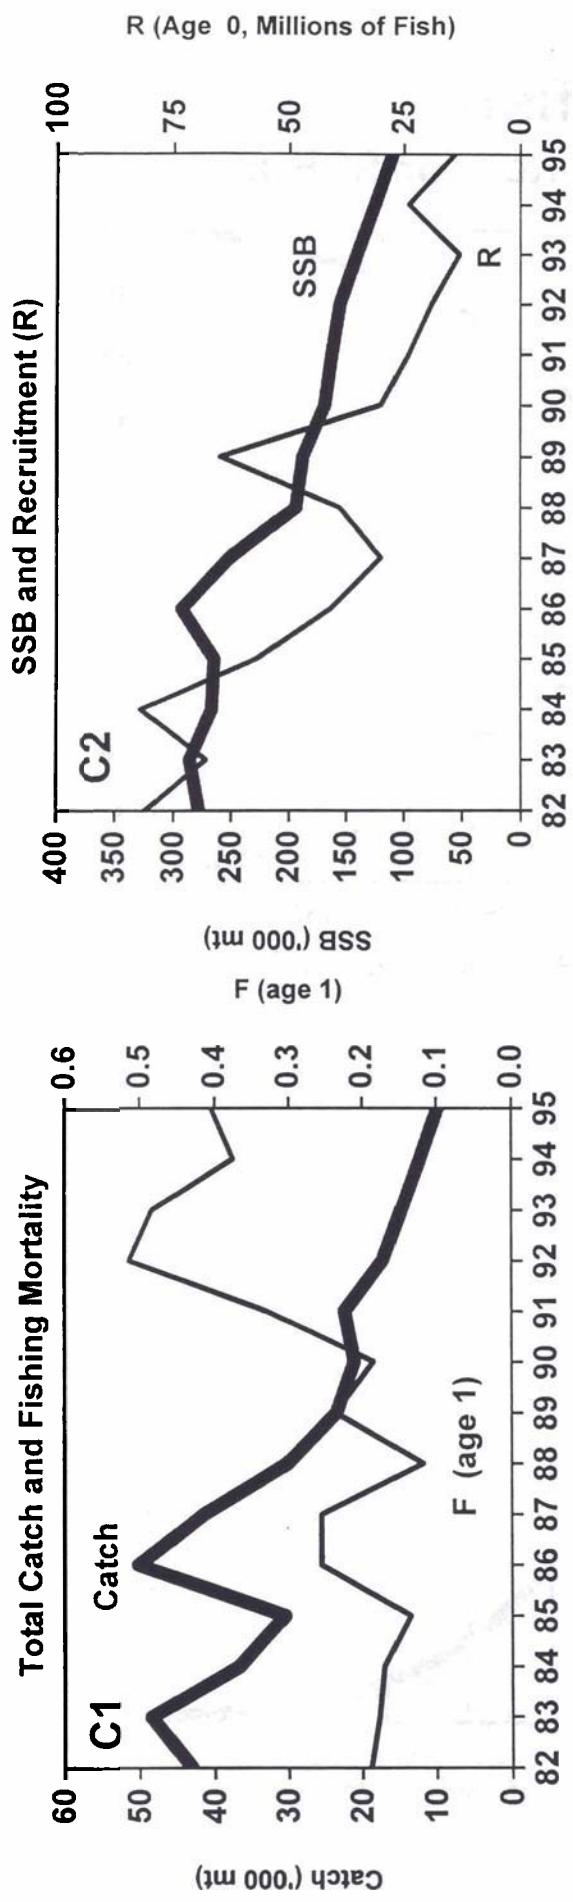 Total Catch and Fishing Mortality
C1
Catch
F (age 1)
Catch ('000 mt)
60
50
40
30
20
10
0
F (age 1)
0.6
0.5
0.4
0.3
0.2
0.1
0.0
82 83 84 85 86 87 88 89 90 91 92 93 94 95
SSB and Recruitment (R)
C2
SSB
R
SSB ('000 mt)
400
350
300
250
200
150
100
50
0
R (Age 0, Millions of Fish)
100
75
50
25
0
82 83 84 85 86 87 88 89 90 91 92 93 94 95